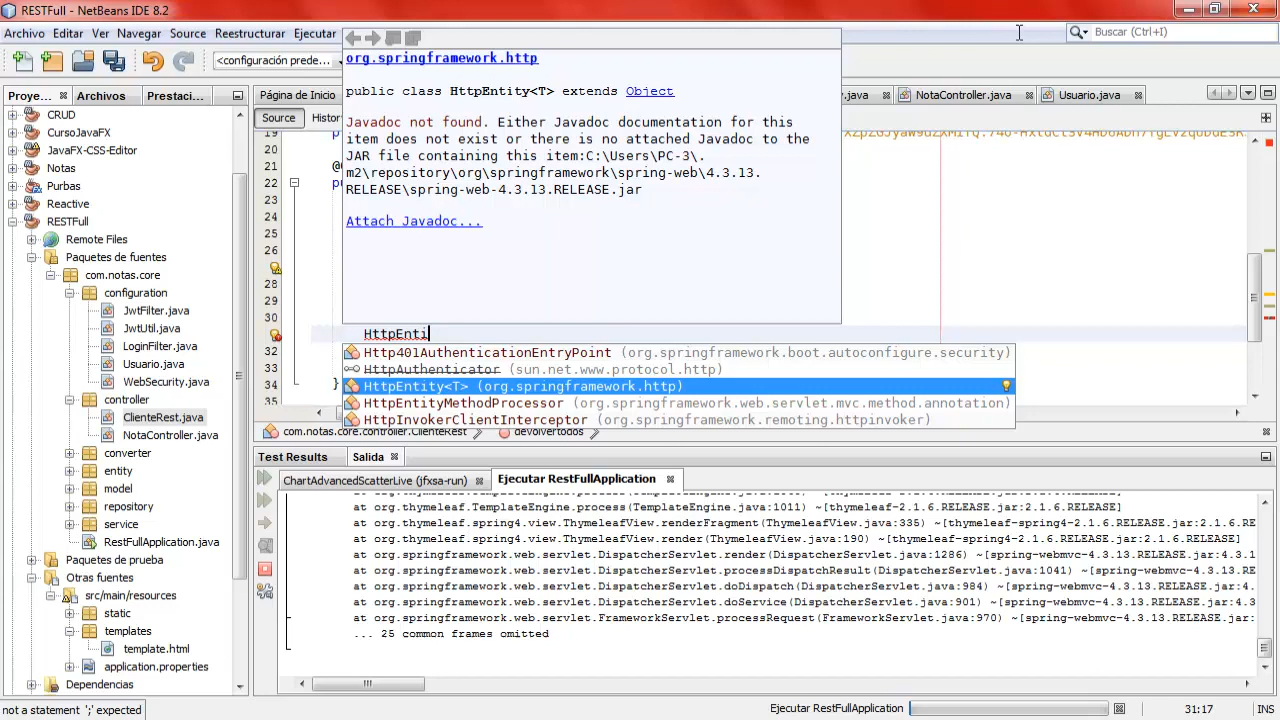 RESTFull - NetBeans IDE 8.2
Archivo Editar Ver Navegar Source Reestructurar Ejecutar
Buscar (Ctrl+I)
<configuración prede...
Proye... Archivos Prestaci...
Página de Inicio
.java NotaController.java Usuario.java
Source Histor
CRUD
CursoJavaFX
JavaFX-CSS-Editor
Notas
Purbas
Reactive
RESTFull
Remote Files
Paquetes de fuentes
com.notas.core
configuration
JwtFilter.java
JwtUtil.java
LoginFilter.java
Usuario.java
WebSecurity.java
controller
ClienteRest.java
NotaController.java
converter
entity
model
repository
service
RestFullApplication.java
Paquetes de prueba
Otras fuentes
src/main/resources
static
templates
template.html
application.properties
Dependencias
19
20
21
22
23
24
25
26
28
29
30
32
33
34
35
org.springframework.http
public class HttpEntity<T> extends Object
Javadoc not found. Either Javadoc documentation for this
item does not exist or there is no attached Javadoc to the
JAR file containing this item:C:\Users\PC-3\.
m2\repository\org\springframework\spring-web\4.3.13.
RELEASE\spring-web-4.3.13.RELEASE.jar
Attach Javadoc...
HttpEnti
Http401AuthenticationEntryPoint (org.springframework.boot.autoconfigure.security)
HttpAuthenticator (sun.net.www.protocol.http)
HttpEntity<T> (org.springframework.http)
HttpEntityMethodProcessor (org.springframework.web.servlet.mvc.method.annotation)
HttpInvokerClientInterceptor (org.springframework.remoting.httpinvoker)
}
com.notas.core.controller.ClienteRest devolvertodos
Test Results Salida
ChartAdvancedScatterLive (jfxsa-run) Ejecutar RestFullApplication
at org.thymeleaf.TemplateEngine.process(TemplateEngine.java:1011) ~[thymeleaf-2.1.6.RELEASE.jar:2.1.6.RELEASE]
at org.thymeleaf.spring4.view.ThymeleafView.renderFragment(ThymeleafView.java:335) ~[thymeleaf-spring4-2.1.6.RELEASE.jar:2.1.6.RE
at org.thymeleaf.spring4.view.ThymeleafView.render(ThymeleafView.java:190) ~[thymeleaf-spring4-2.1.6.RELEASE.jar:2.1.6.RELEASE]
at org.springframework.web.servlet.DispatcherServlet.render(DispatcherServlet.java:1286) ~[spring-webmvc-4.3.13.RELEASE.jar:4.3.1
at org.springframework.web.servlet.DispatcherServlet.processDispatchResult(DispatcherServlet.java:1041) ~[spring-webmvc-4.3.13.RE
at org.springframework.web.servlet.DispatcherServlet.doDispatch(DispatcherServlet.java:984) ~[spring-webmvc-4.3.13.RELEASE.jar:4.
at org.springframework.web.servlet.DispatcherServlet.doService(DispatcherServlet.java:901) ~[spring-webmvc-4.3.13.RELEASE.jar:4.3
at org.springframework.web.servlet.FrameworkServlet.processRequest(FrameworkServlet.java:970) ~[spring-webmvc-4.3.13.RELEASE.jar:
... 25 common frames omitted
not a statement ';' expected
Ejecutar RestFullApplication
31:17 INS